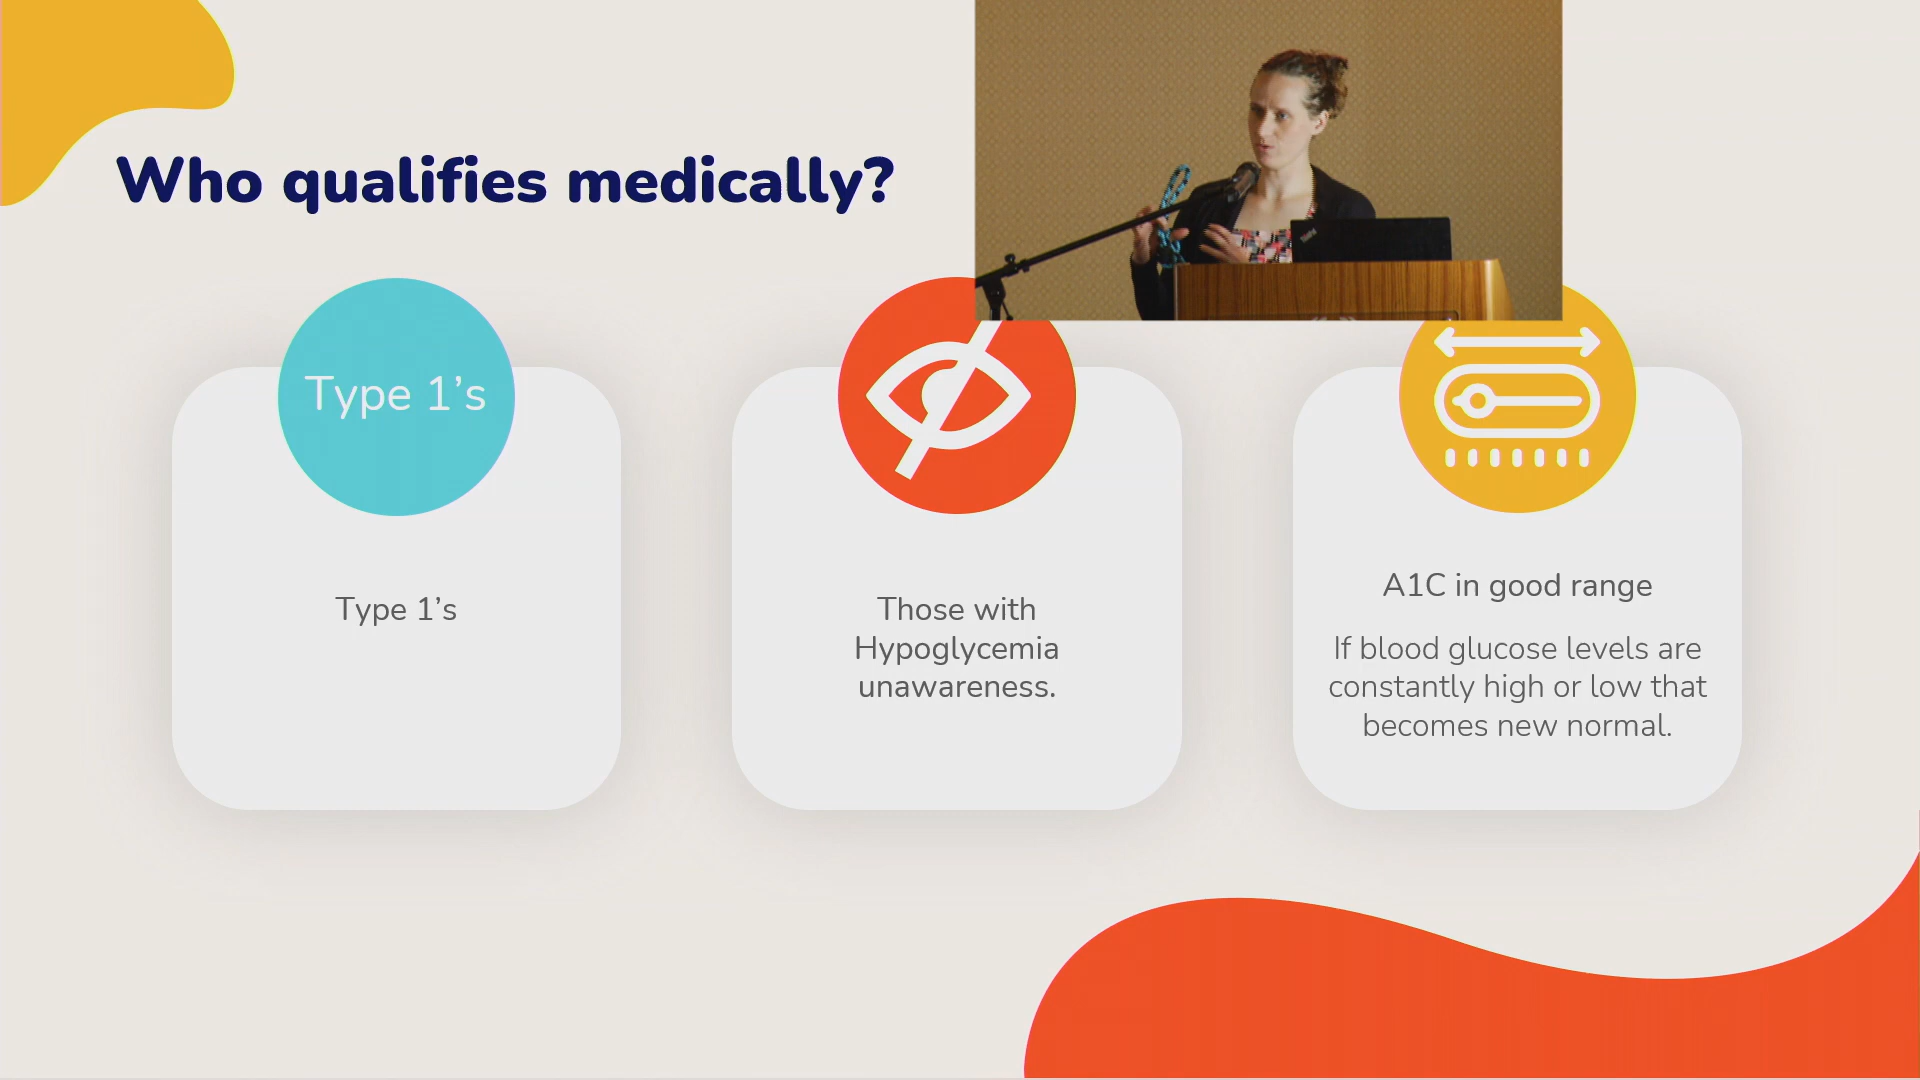 Who qualifies medically?
Type 1’s
Type 1’s
Those with
Hypoglycemia
unawareness.
A1C in good range
If blood glucose levels are
constantly high or low that
becomes new normal.